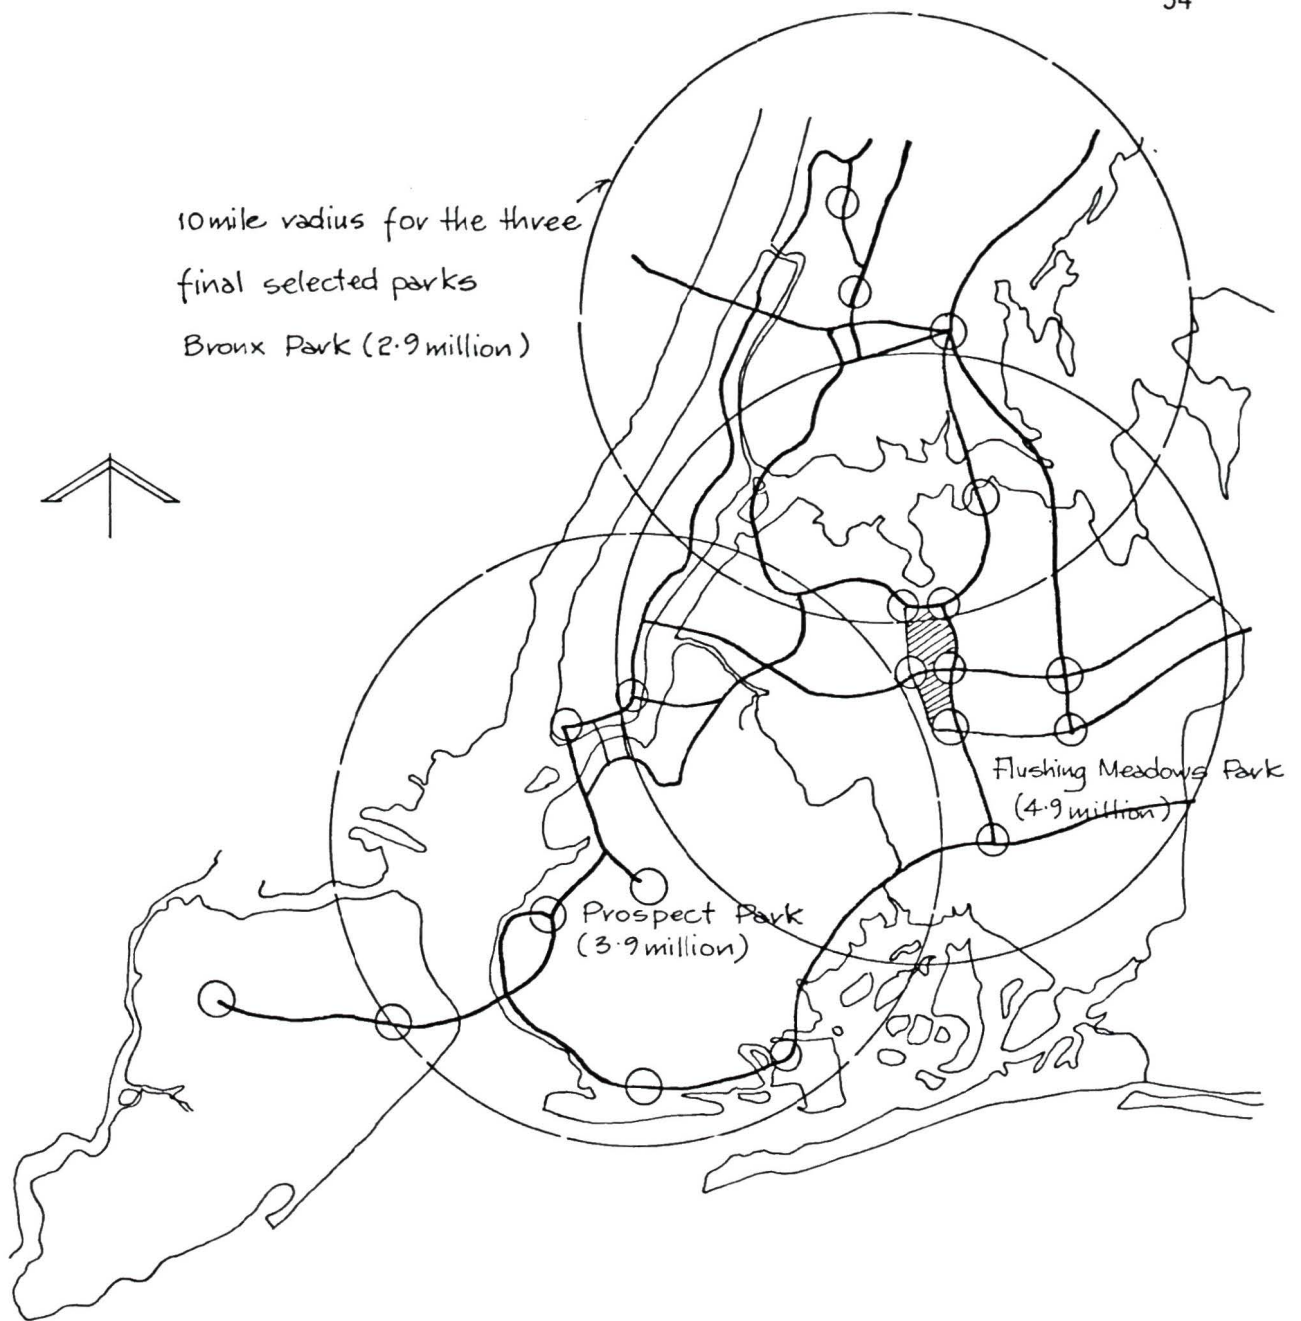 10 mile radius for the three
final selected parks
Bronx Park (2.9 million)
Flushing Meadows Park
(4.9 million)
Prospect Park
(3.9 million)